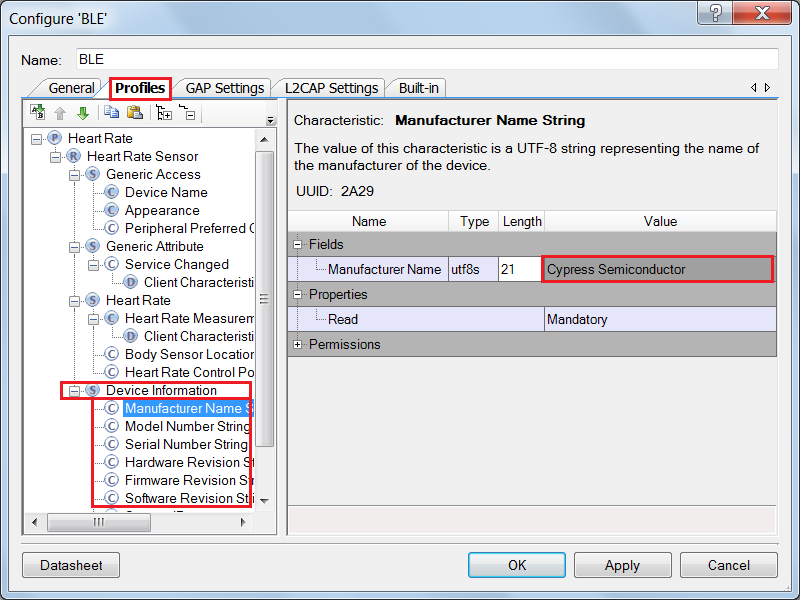 Configure 'BLE'
Name: BLE
General Profiles GAP Settings L2CAP Settings Built-in
Heart Rate
Heart Rate Sensor
Generic Access
Device Name
Appearance
Peripheral Preferred C
Generic Attribute
Service Changed
Client Characteristi
Heart Rate
Heart Rate Measurem
Client Characteristi
Body Sensor Location
Heart Rate Control Po
Device Information
Manufacturer Name S
Model Number String
Serial Number String
Hardware Revision St
Firmware Revision Str
Software Revision Stri
Characteristic: Manufacturer Name String
The value of this characteristic is a UTF-8 string representing the name of
the manufacturer of the device.
UUID: 2A29
Name Type Length Value
Fields
Manufacturer Name utf8s 21 Cypress Semiconductor
Properties
Read Mandatory
Permissions
Datasheet OK Apply Cancel